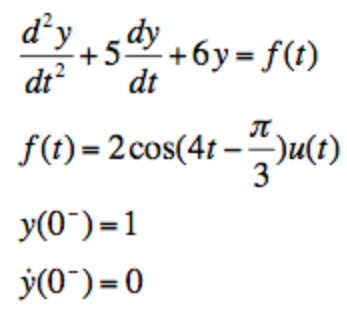 d²y/dt² + 5 dy/dt + 6y = f(t)
f(t) = 2cos(4t − π/3)u(t)
y(0⁻) = 1
ẏ(0⁻) = 0